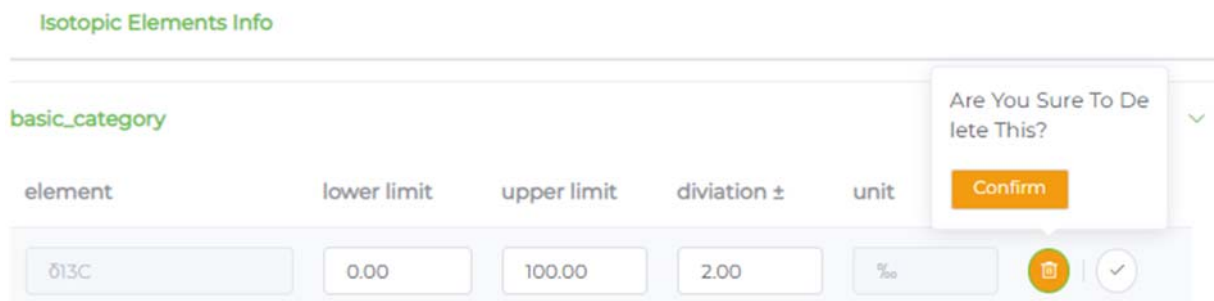 Isotopic Elements Info
basic_category
Are You Sure To De
lete This?
Confirm
element lower limit upper limit diviation ± unit
δ13C 0.00 100.00 2.00 ‰